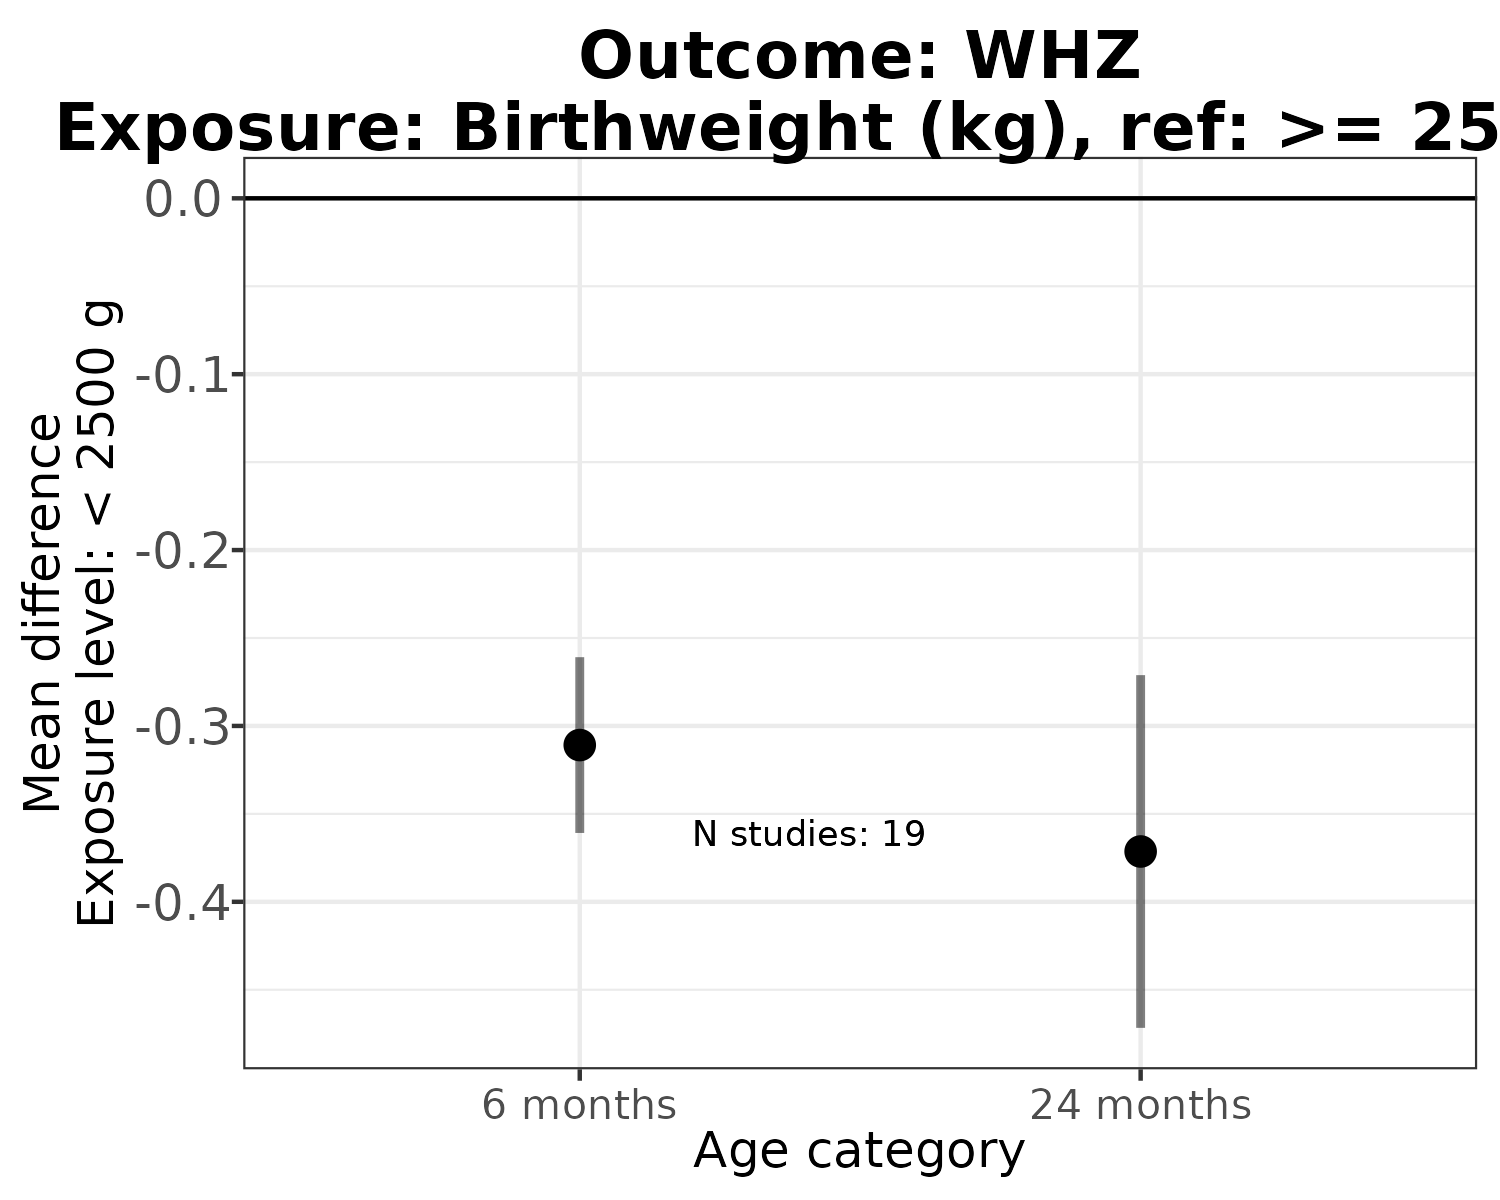 Outcome: WHZ
Exposure: Birthweight (kg), ref: >= 25
Mean difference
Exposure level: < 2500 g
0.0
-0.1
-0.2
-0.3
-0.4
N studies: 19
6 months
24 months
Age category